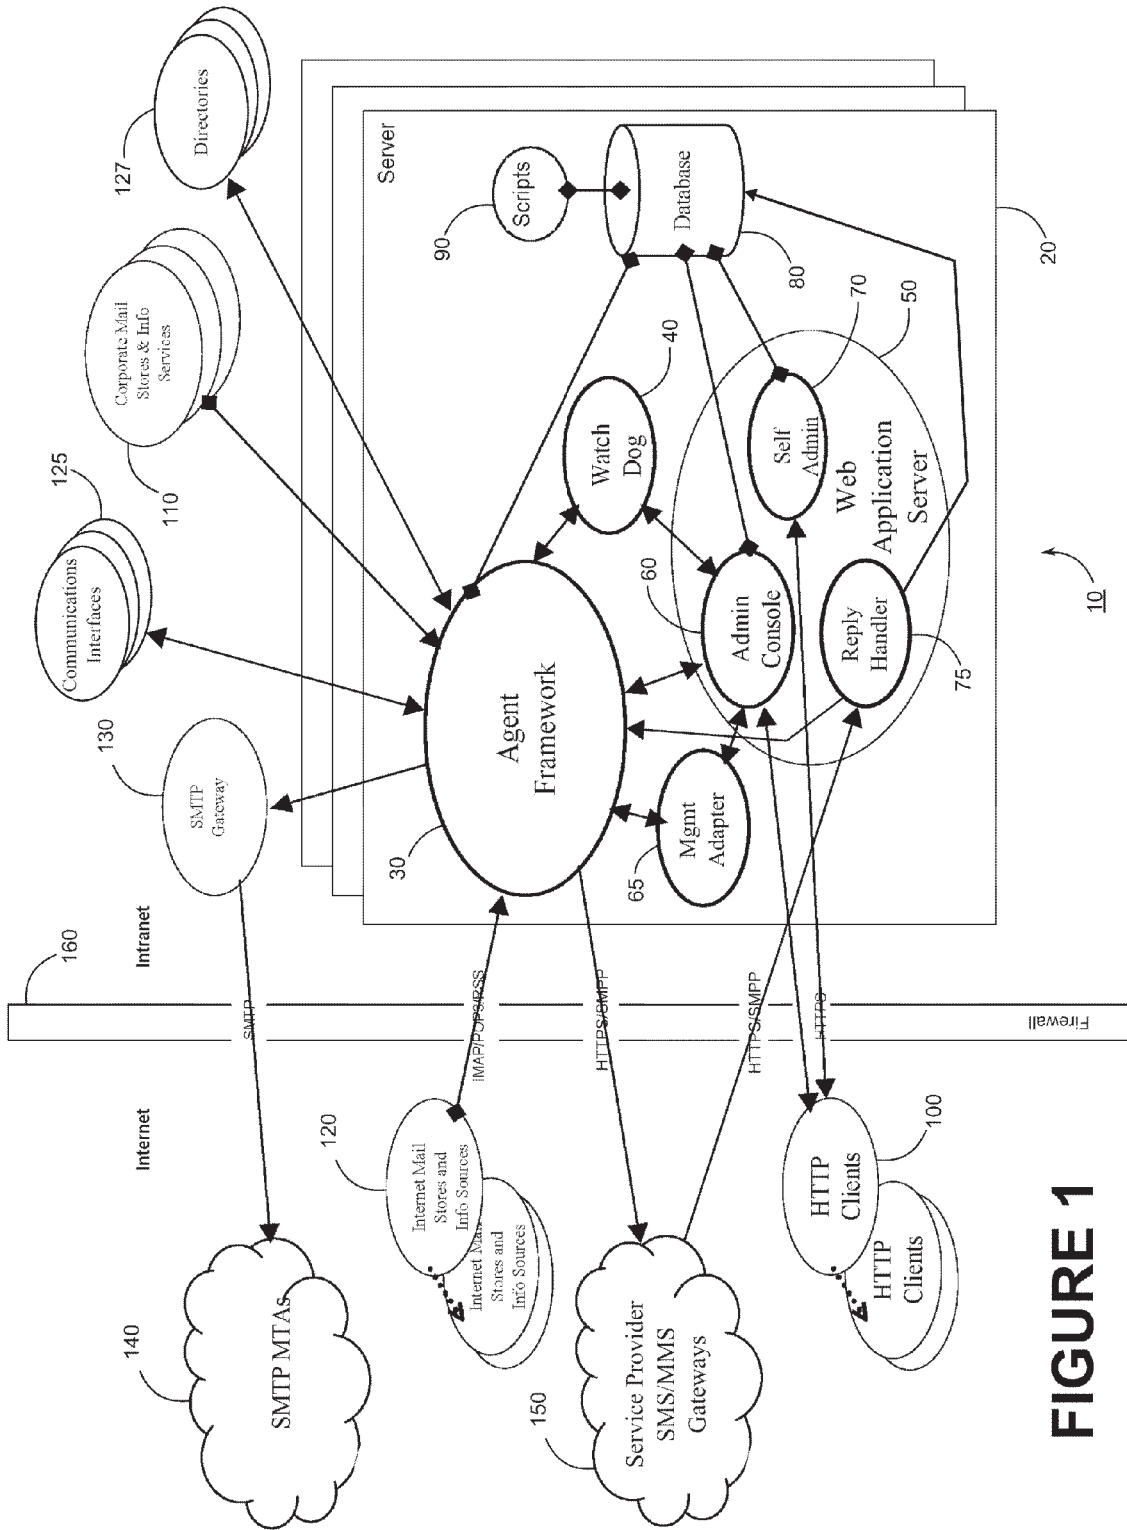 Internet
160
Intranet
Firewall
140
SMTP MTAs
SMTP
130
SMTP
Gateway
Communications
Interfaces
125
110
Corporate Mail
Stores & Info
Services
127
Directories
120
Internet Mail
Stores and
Info Sources
Internet Mail
Stores and
Info Sources
IMAP/POP3/RSS
30
Agent
Framework
Server
90
Scripts
Database
80
Watch
Dog
40
150
Service Provider
SMS/MMS
Gateways
HTTPS/SMPP
HTTPS/SMPP
65
Mgmt
Adapter
60
Admin
Console
Self
Admin
70
50
Web
Application
Server
Reply
Handler
75
20
HTTPS
HTTP
Clients
100
HTTP
Clients
10
FIGURE 1